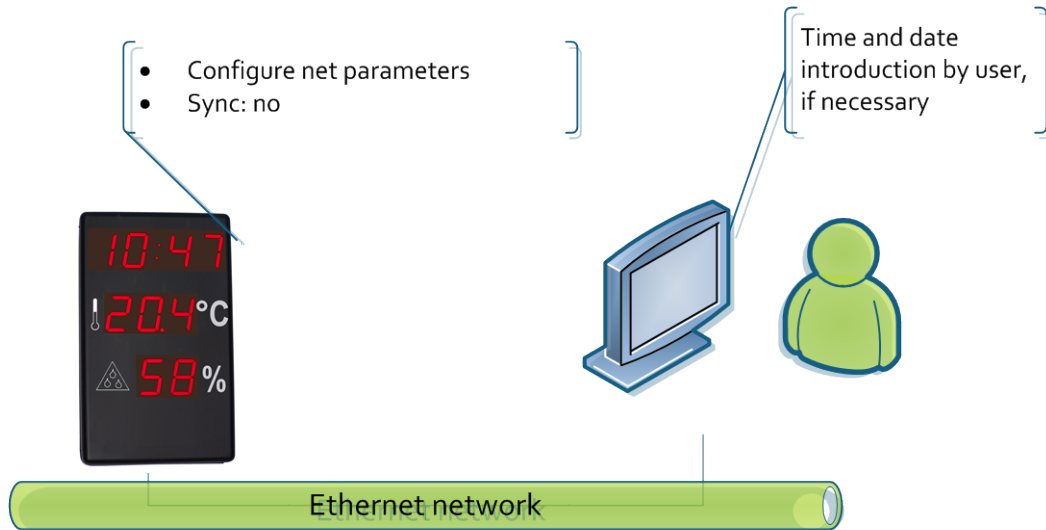 • Configure net parameters
• Sync: no
Time and date
introduction by user,
if necessary
10:47
20.4°C
58%
Ethernet network